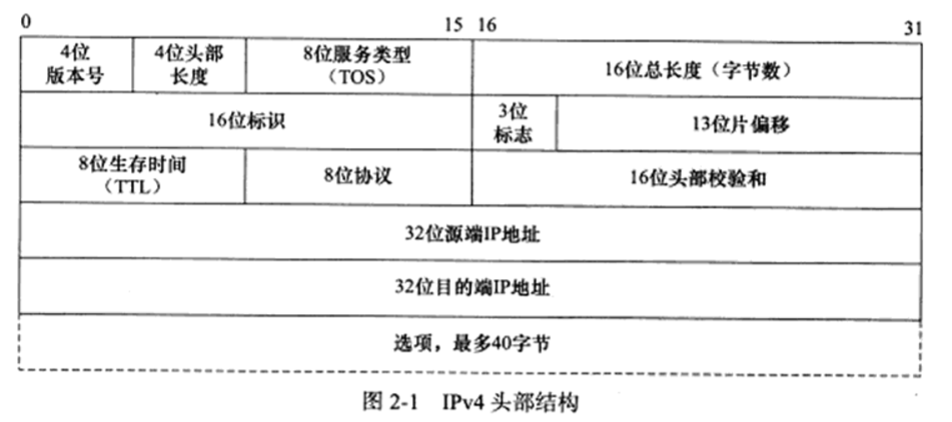 0 15 16 31
4位 4位头部 8位服务类型 16位总长度（字节数）
版本号 长度 （TOS）
16位标识 3位 13位片偏移
标志
8位生存时间 8位协议 16位头部校验和
（TTL）
32位源端IP地址
32位目的端IP地址
选项，最多40字节
图 2-1 IPv4 头部结构